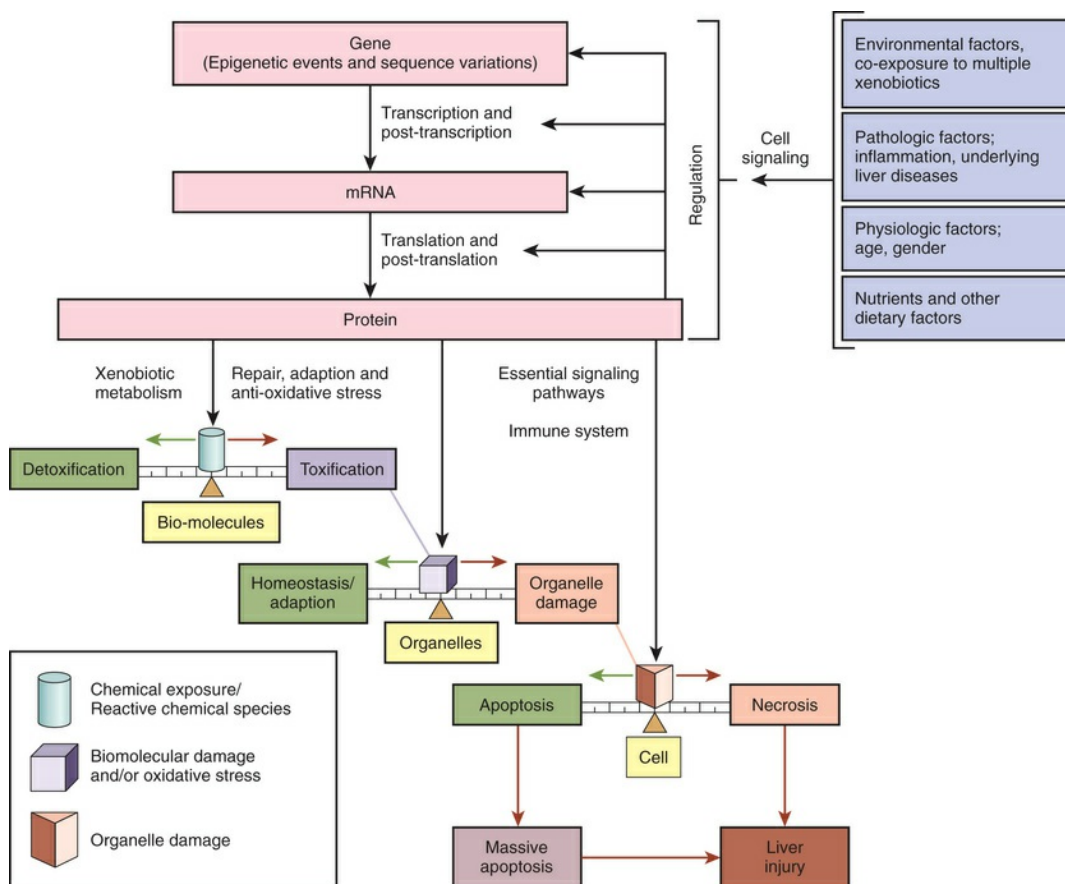 Gene
(Epigenetic events and sequence variations)
Transcription and
post-transcription
mRNA
Translation and
post-translation
Protein
Regulation
Cell
signaling
Environmental factors,
co-exposure to multiple
xenobiotics
Pathologic factors;
inflammation, underlying
liver diseases
Physiologic factors;
age, gender
Nutrients and other
dietary factors
Xenobiotic
metabolism
Repair, adaption and
anti-oxidative stress
Essential signaling
pathways
Immune system
Detoxification
Toxification
Bio-molecules
Homeostasis/
adaption
Organelle
damage
Organelles
Apoptosis
Necrosis
Cell
Massive
apoptosis
Liver
injury
Chemical exposure/
Reactive chemical species
Biomolecular damage
and/or oxidative stress
Organelle damage